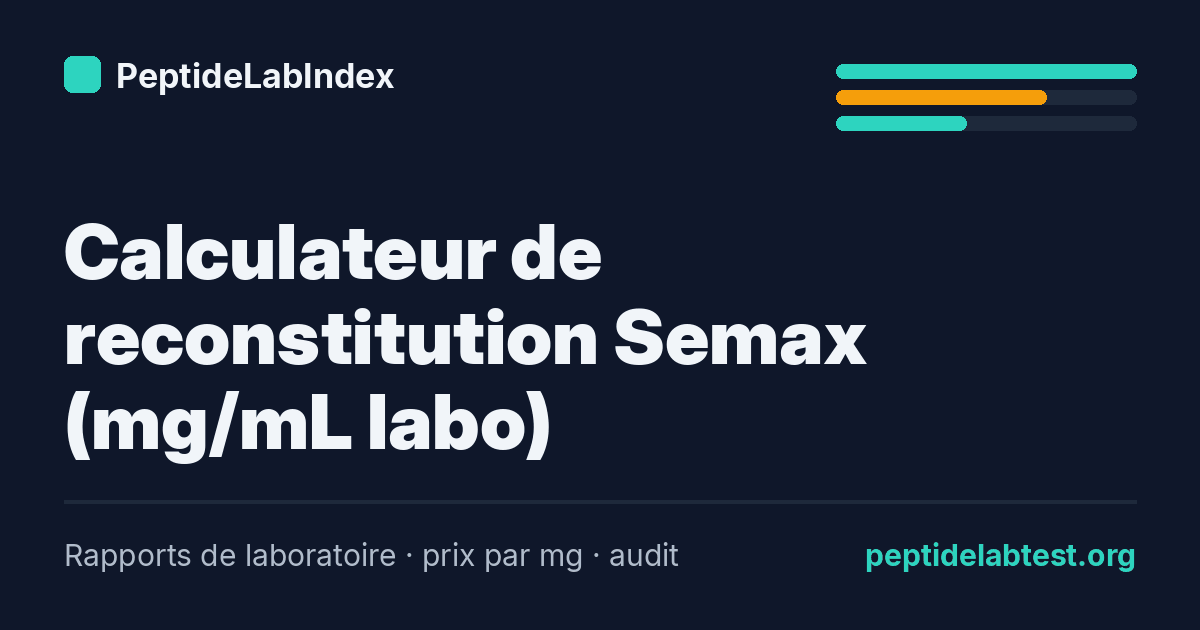 PeptideLabIndex
Calculateur de
reconstitution Semax
(mg/mL labo)
Rapports de laboratoire · prix par mg · audit
peptidelabtest.org